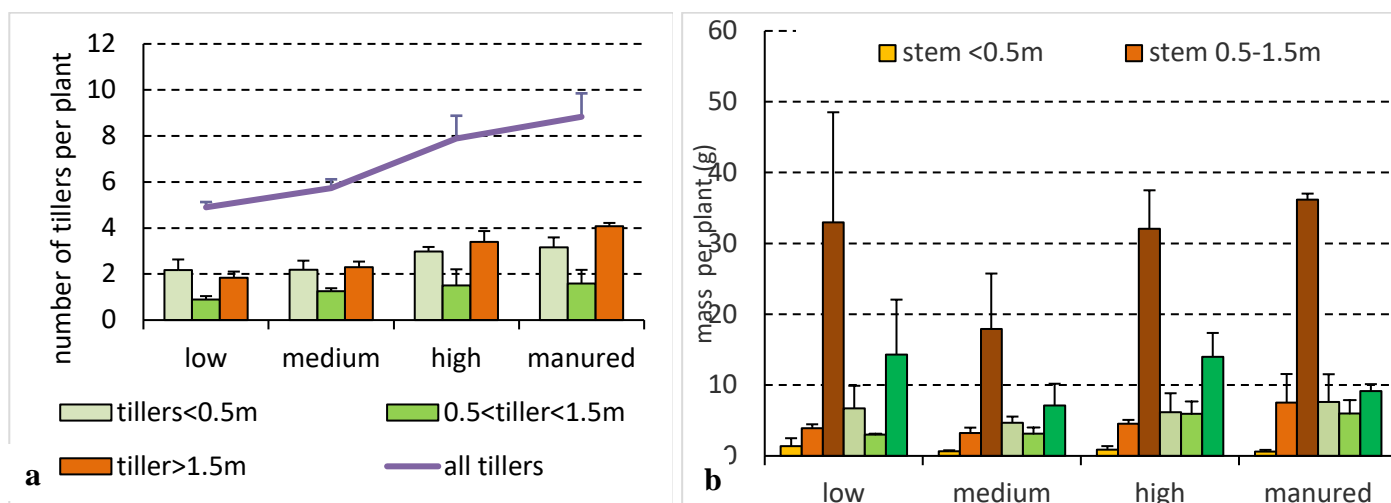 number of tillers per plant
12
10
8
6
4
2
0
low medium high manured
tillers<0.5m 0.5<tiller<1.5m
tiller>1.5m all tillers
a
mass per plant (g)
60
50
40
30
20
10
0
stem <0.5m stem 0.5-1.5m
low medium high manured
b